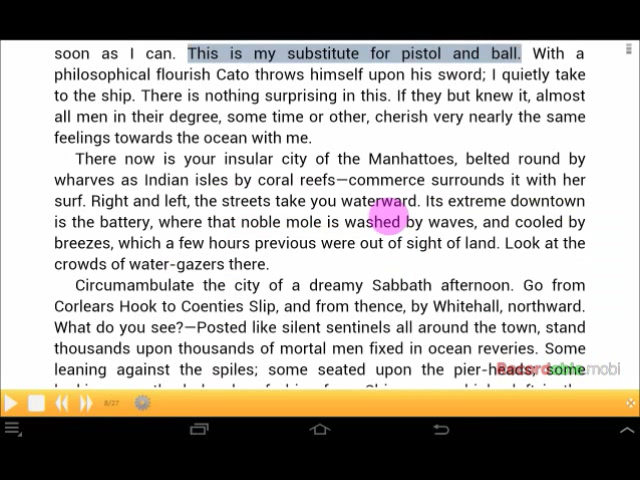 soon as I can. This is my substitute for pistol and ball. With a
philosophical flourish Cato throws himself upon his sword; I quietly take
to the ship. There is nothing surprising in this. If they but knew it, almost
all men in their degree, some time or other, cherish very nearly the same
feelings towards the ocean with me.
There now is your insular city of the Manhattoes, belted round by
wharves as Indian isles by coral reefs—commerce surrounds it with her
surf. Right and left, the streets take you waterward. Its extreme downtown
is the battery, where that noble mole is washed by waves, and cooled by
breezes, which a few hours previous were out of sight of land. Look at the
crowds of water-gazers there.
Circumambulate the city of a dreamy Sabbath afternoon. Go from
Corlears Hook to Coenties Slip, and from thence, by Whitehall, northward.
What do you see?—Posted like silent sentinels all around the town, stand
thousands upon thousands of mortal men fixed in ocean reveries. Some
leaning against the spiles; some seated upon the pier-heads; some
Recordable.mobi
8/27